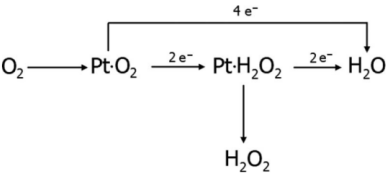 4 e⁻
O₂ Pt·O₂ 2 e⁻ Pt·H₂O₂ 2 e⁻ H₂O
H₂O₂